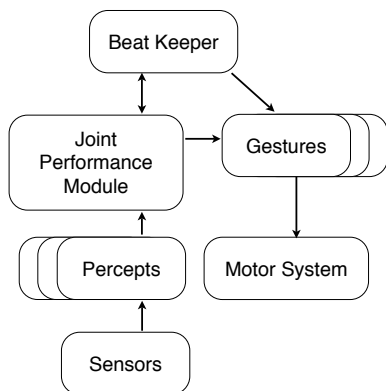 Beat Keeper
Joint
Performance
Module
Gestures
Percepts
Motor System
Sensors